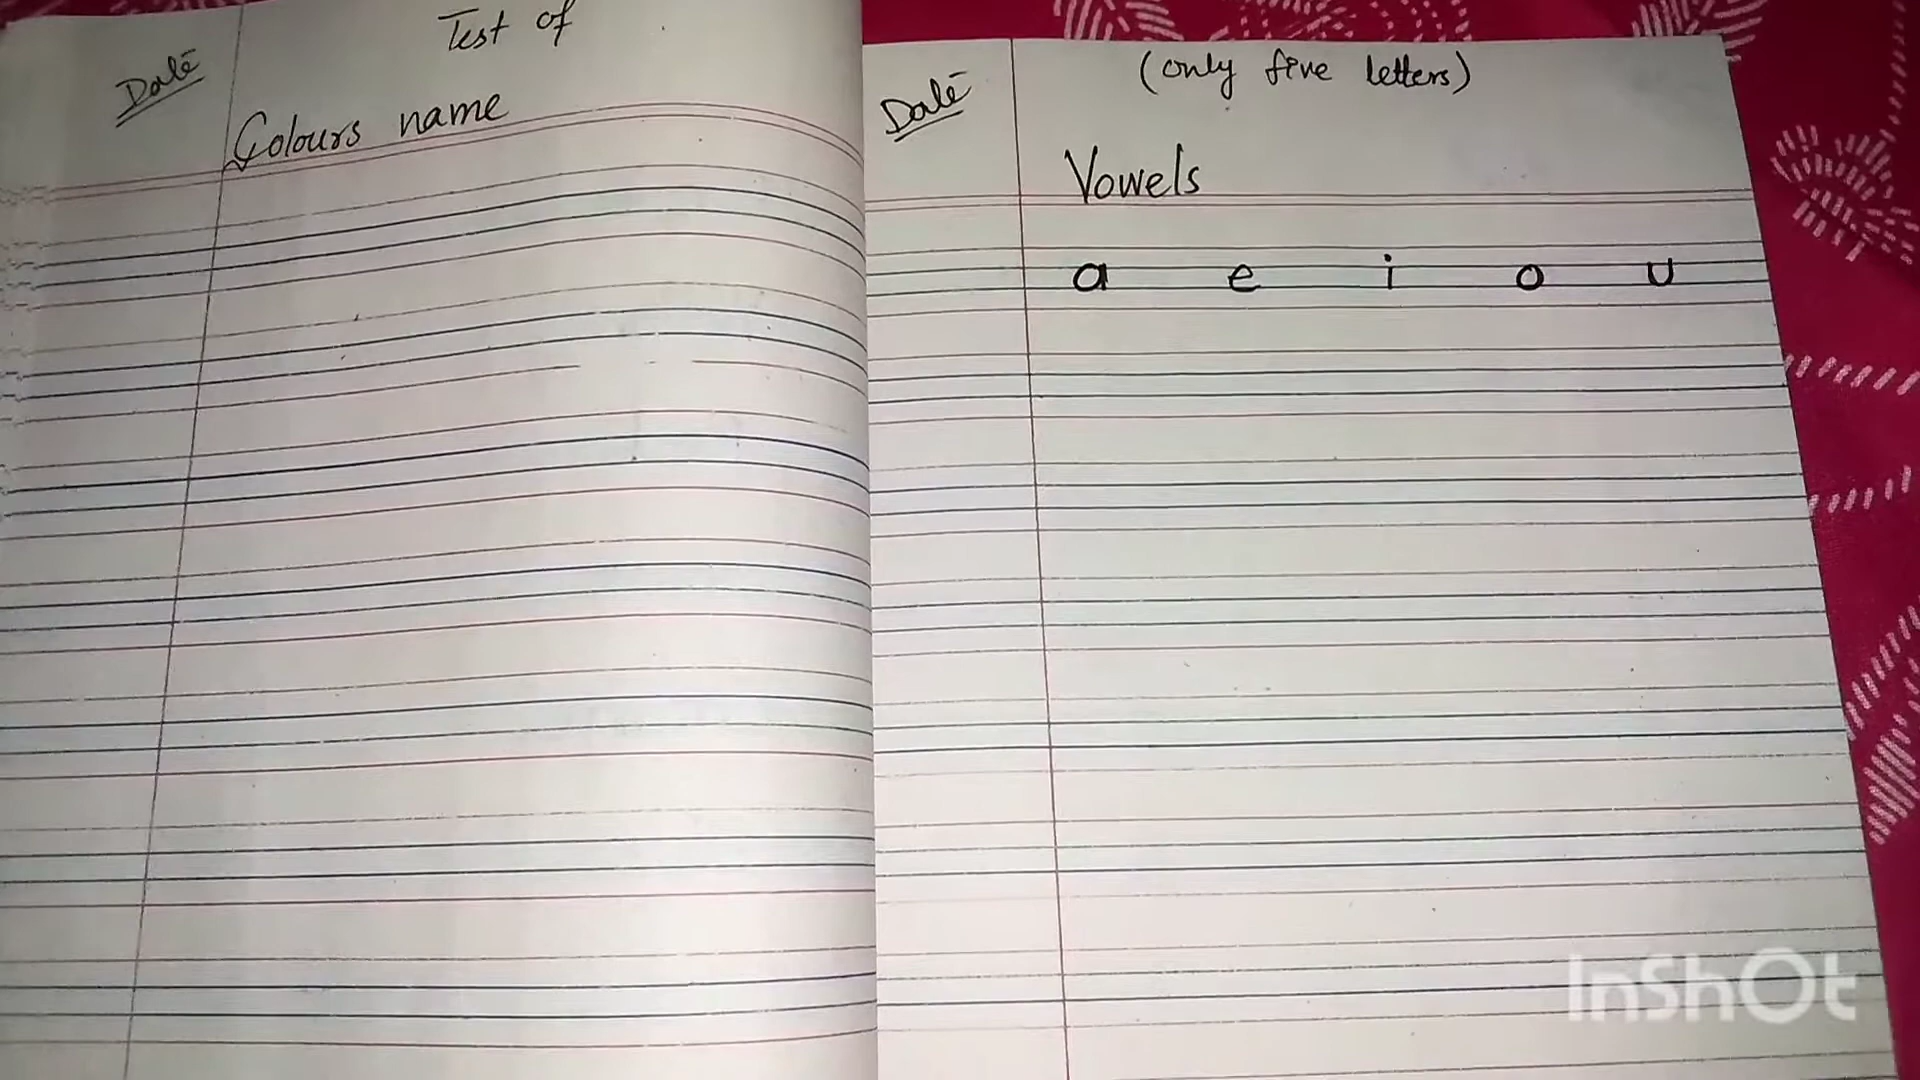 Test of
Date
Colours name
(only five letters)
Date
Vowels
a e i o u
InShOt